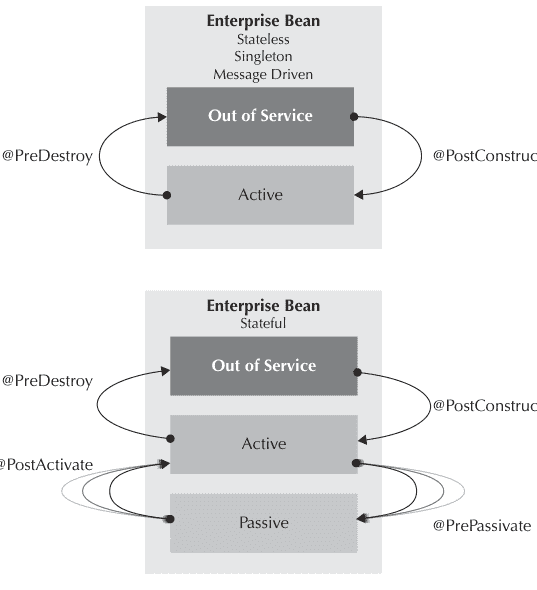 Enterprise Bean
Stateless
Singleton
Message Driven
Out of Service
@PreDestroy
@PostConstruc
Active
Enterprise Bean
Stateful
Out of Service
@PreDestroy
@PostConstruc
Active
@PostActivate
Passive
@PrePassivate